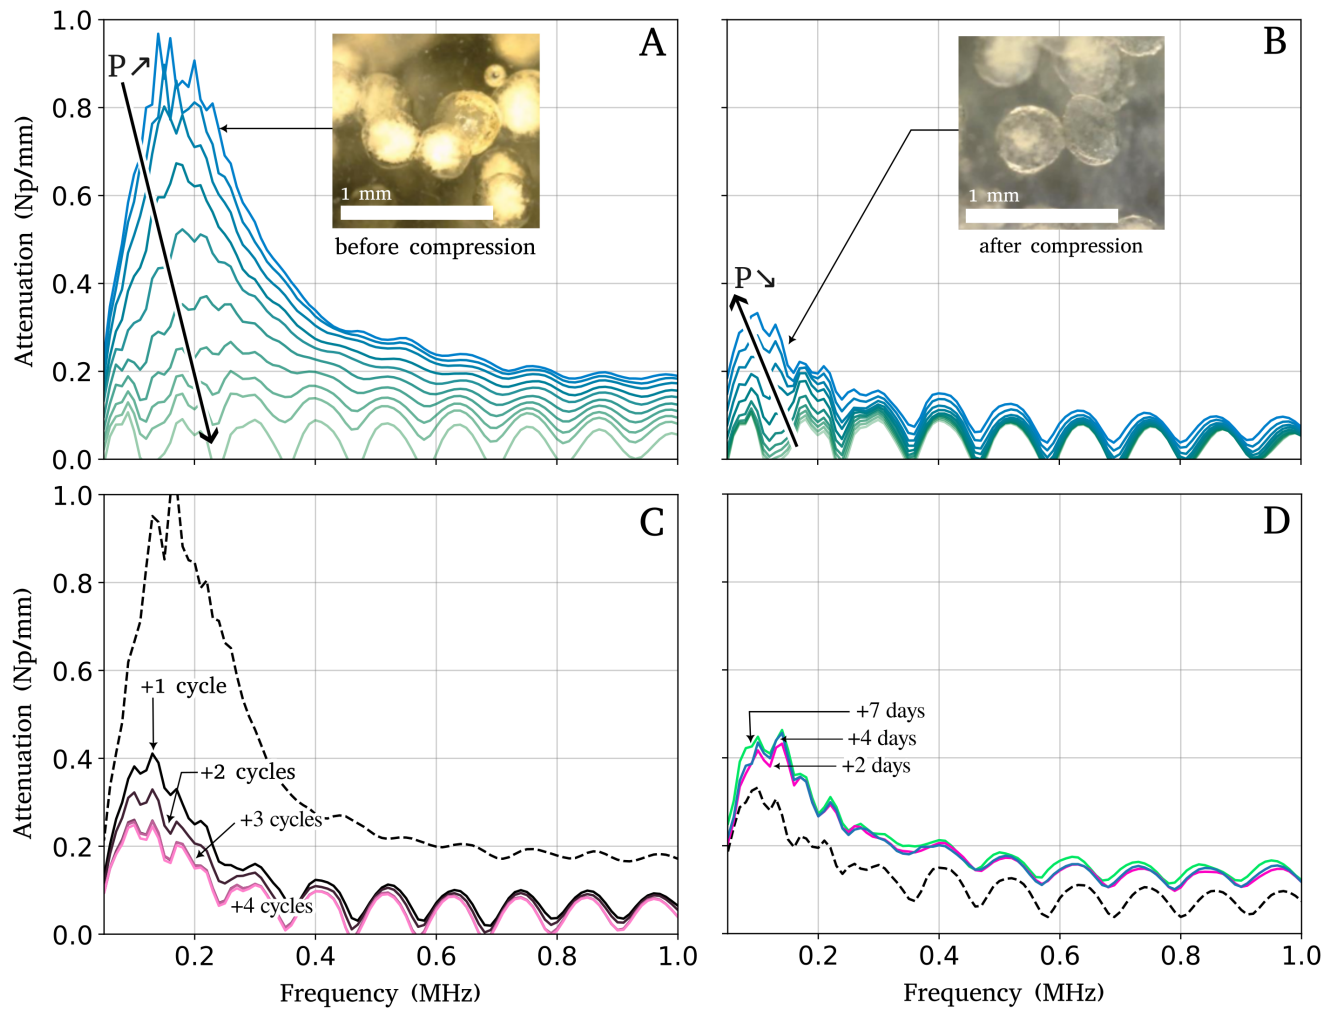 A
B
P↗
1 mm
before compression
1 mm
after compression
P↘
1.0
0.8
0.6
0.4
0.2
0.0
Attenuation (Np/mm)
C
D
+1 cycle
+2 cycles
+3 cycles
+4 cycles
+7 days
+4 days
+2 days
1.0
0.8
0.6
0.4
0.2
0.0
Attenuation (Np/mm)
0.2 0.4 0.6 0.8 1.0
0.2 0.4 0.6 0.8 1.0
Frequency (MHz)
Frequency (MHz)